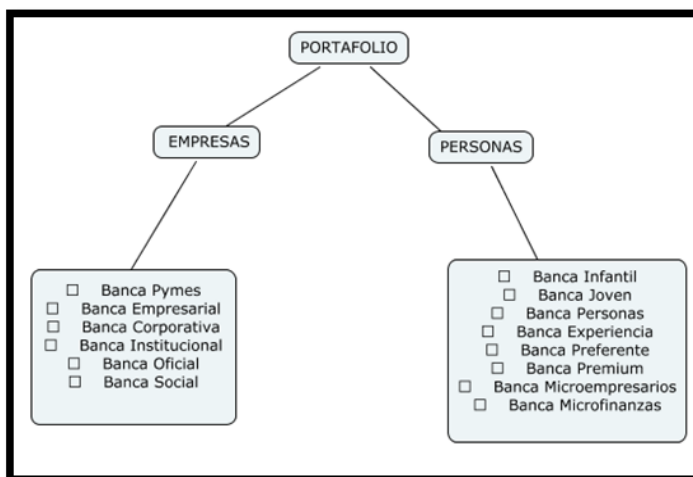 PORTAFOLIO
EMPRESAS
PERSONAS
☐ Banca Pymes
☐ Banca Empresarial
☐ Banca Corporativa
☐ Banca Institucional
☐ Banca Oficial
☐ Banca Social
☐ Banca Infantil
☐ Banca Joven
☐ Banca Personas
☐ Banca Experiencia
☐ Banca Preferente
☐ Banca Premium
☐ Banca Microempresarios
☐ Banca Microfinanzas